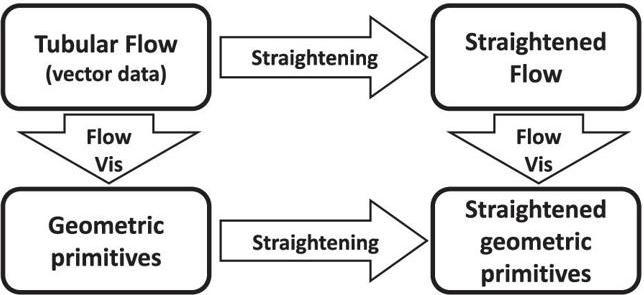 Tubular Flow
(vector data)
Straightening
Straightened
Flow
Flow
Vis
Flow
Vis
Geometric
primitives
Straightening
Straightened
geometric
primitives